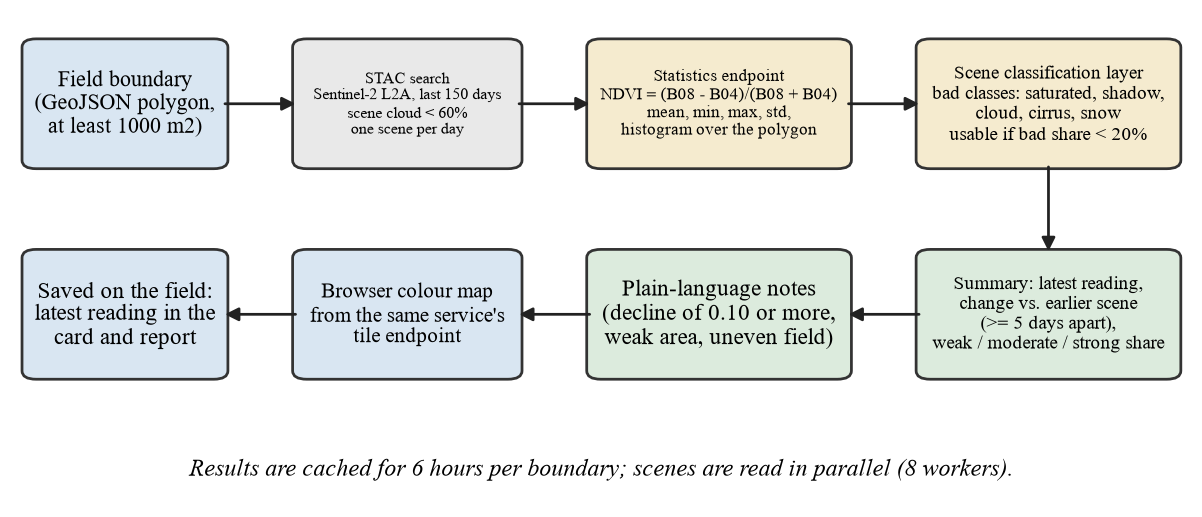 Field boundary
(GeoJSON polygon,
at least 1000 m2)
STAC search
Sentinel-2 L2A, last 150 days
scene cloud < 60%
one scene per day
Statistics endpoint
NDVI = (B08 - B04)/(B08 + B04)
mean, min, max, std,
histogram over the polygon
Scene classification layer
bad classes: saturated, shadow,
cloud, cirrus, snow
usable if bad share < 20%
Summary: latest reading,
change vs. earlier scene
(>= 5 days apart),
weak / moderate / strong share
Plain-language notes
(decline of 0.10 or more,
weak area, uneven field)
Browser colour map
from the same service's
tile endpoint
Saved on the field:
latest reading in the
card and report
Results are cached for 6 hours per boundary; scenes are read in parallel (8 workers).